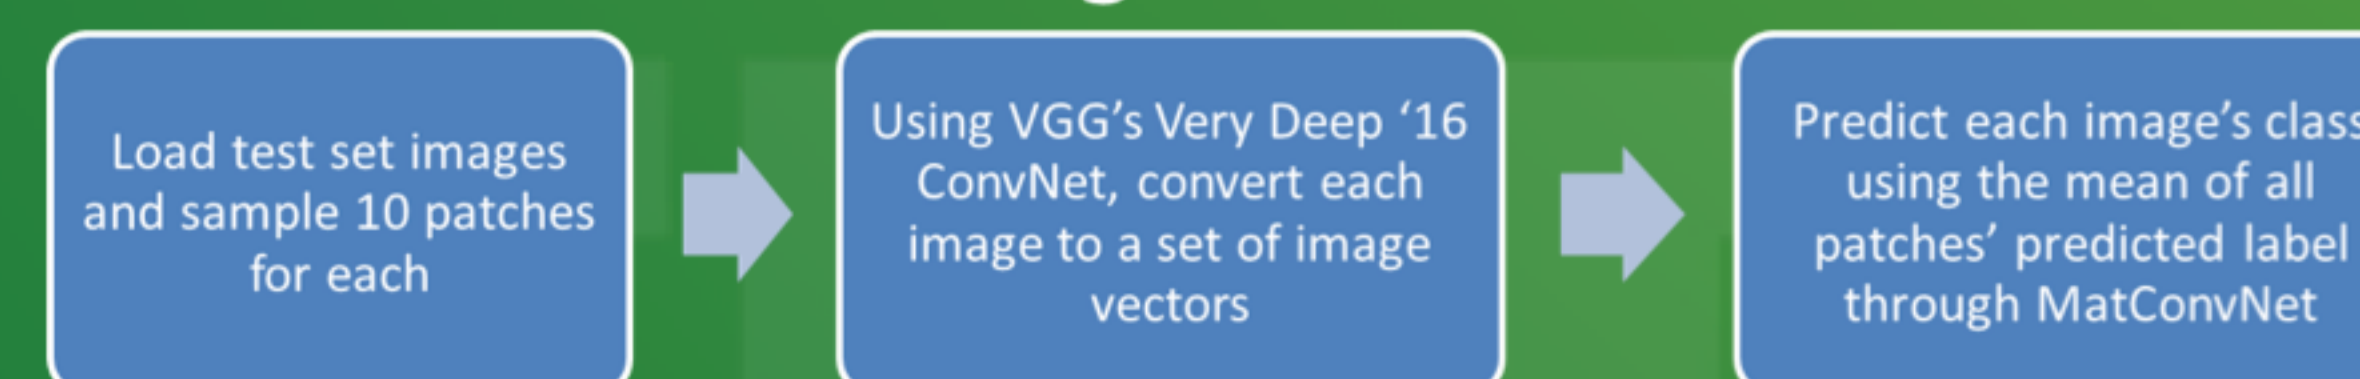 Load test set images
and sample 10 patches
for each
Using VGG's Very Deep ‘16
ConvNet, convert each
image to a set of image
vectors
Predict each image's class
using the mean of all
patches’ predicted label
through MatConvNet